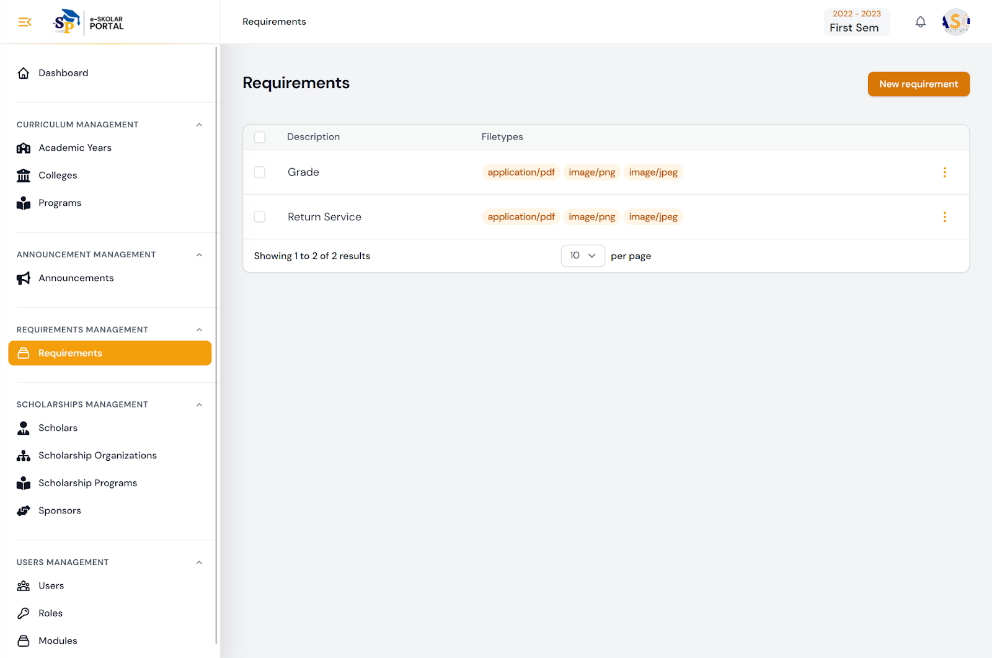 e-SKOLAR
PORTAL
Requirements
2022 - 2023
First Sem
Dashboard
CURRICULUM MANAGEMENT
Academic Years
Colleges
Programs
ANNOUNCEMENT MANAGEMENT
Announcements
REQUIREMENTS MANAGEMENT
Requirements
SCHOLARSHIPS MANAGEMENT
Scholars
Scholarship Organizations
Scholarship Programs
Sponsors
USERS MANAGEMENT
Users
Roles
Modules
Requirements
New requirement
Description Filetypes
Grade application/pdf image/png image/jpeg
Return Service application/pdf image/png image/jpeg
Showing 1 to 2 of 2 results 10 per page